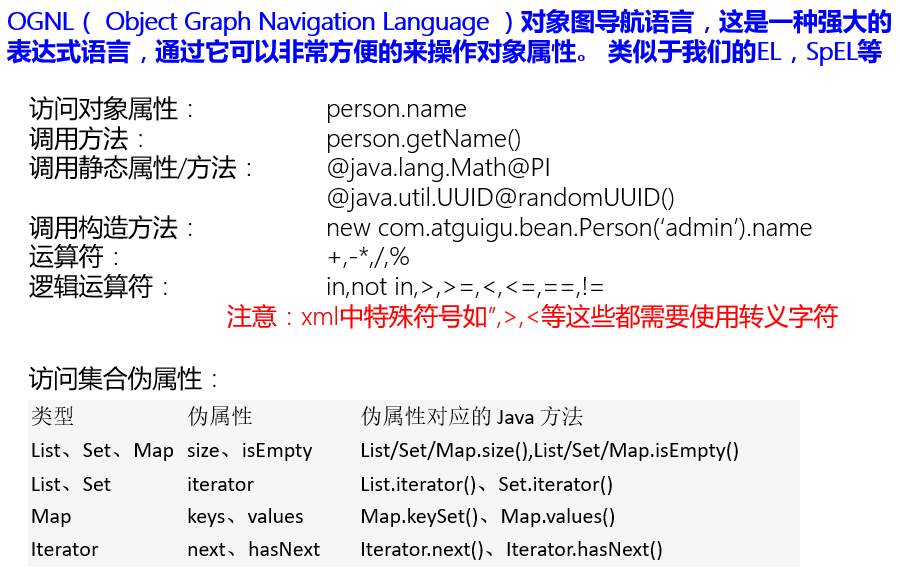 OGNL（ Object Graph Navigation Language ）对象图导航语言，这是一种强大的
表达式语言，通过它可以非常方便的来操作对象属性。 类似于我们的EL，SpEL等
访问对象属性： person.name
调用方法： person.getName()
调用静态属性/方法： @java.lang.Math@PI
@java.util.UUID@randomUUID()
调用构造方法： new com.atguigu.bean.Person(‘admin’).name
运算符： +,-*,/,%
逻辑运算符： in,not in,>,>=,<,<=,==,!=
注意：xml中特殊符号如”,>,<等这些都需要使用转义字符
访问集合伪属性：
类型 伪属性 伪属性对应的 Java 方法
List、Set、Map size、isEmpty List/Set/Map.size(),List/Set/Map.isEmpty()
List、Set iterator List.iterator()、Set.iterator()
Map keys、values Map.keySet()、Map.values()
Iterator next、hasNext Iterator.next()、Iterator.hasNext()